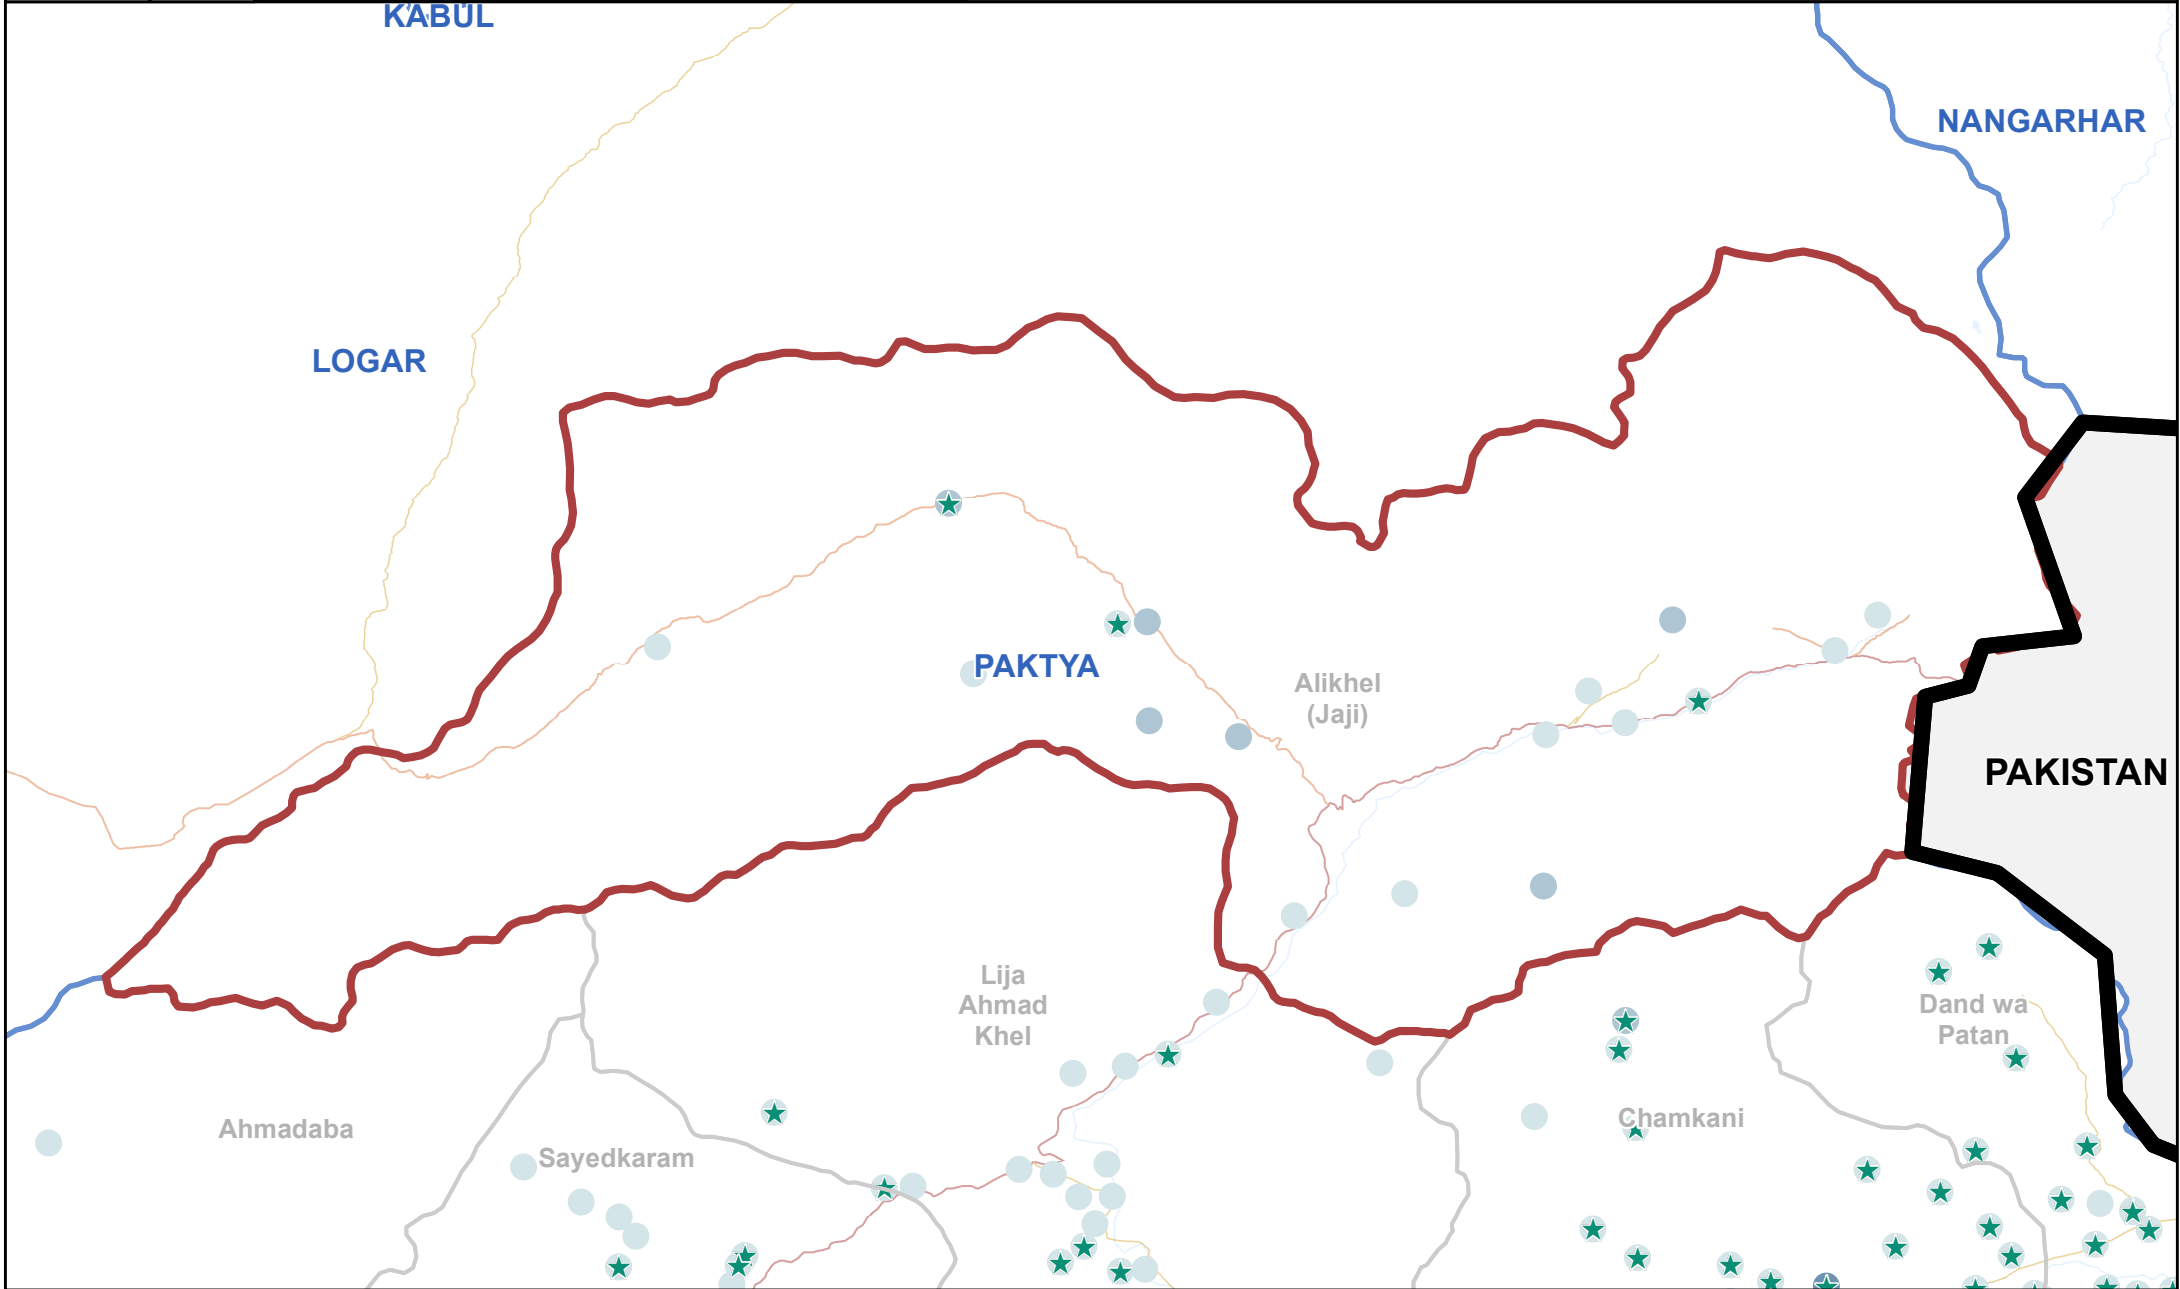 KABUL
NANGARHAR
LOGAR
PAKTYA
Alikhel
(Jaji)
PAKISTAN
Lija
Ahmad
Khel
Dand wa
Patan
Ahmadaba
Sayedkaram
Chamkani